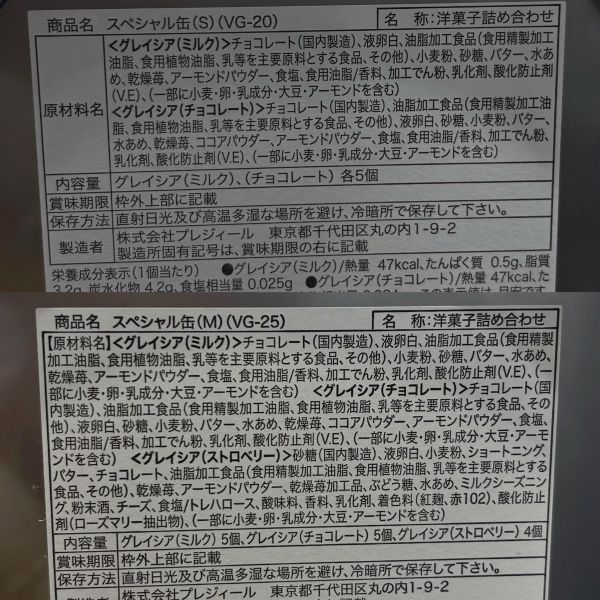 商品名 スペシャル缶(S)(VG-20) 名 称:洋菓子詰め合わせ
原材料名
<グレイシア(ミルク)>チョコレート(国内製造)、液卵白、油脂加工食品(食用精製加工
油脂、食用植物油脂、乳等を主要原料とする食品、その他)、小麦粉、砂糖、バター、水あ
め、乾燥苺、アーモンドパウダー、食塩、食用油脂/香料、加工でん粉、乳化剤、酸化防止剤
(V.E)、(一部に小麦・卵・乳成分・大豆・アーモンドを含む)
<グレイシア(チョコレート)>チョコレート(国内製造)、油脂加工食品(食用精製加工油
脂、食用植物油脂、乳等を主要原料とする食品、その他)、液卵白、砂糖、小麦粉、バター、
水あめ、乾燥苺、ココアパウダー、アーモンドパウダー、食塩、食用油脂/香料、加工でん粉、
乳化剤、酸化防止剤(V.E)、(一部に小麦・卵・乳成分・大豆・アーモンドを含む)
内容量 グレイシア(ミルク)、(チョコレート) 各5個
賞味期限 枠外上部に記載
保存方法 直射日光及び高温多湿な場所を避け、冷暗所で保存して下さい。
製造者 株式会社プレジィール 東京都千代田区丸の内1-9-2
製造所固有記号は、賞味期限の右に記載
栄養成分表示(1個当たり) ●グレイシア(ミルク)/熱量 47kcal、たんぱく質 0.5g、脂質
3.2g、炭水化物 4.2g、食塩相当量 0.025g ●グレイシア(チョコレート)/熱量 47kcal、た
商品名 スペシャル缶(M)(VG-25) 名 称:洋菓子詰め合わせ
【原材料名】<グレイシア(ミルク)>チョコレート(国内製造)、液卵白、油脂加工食品(食用精製
加工油脂、食用植物油脂、乳等を主要原料とする食品、その他)、小麦粉、砂糖、バター、水あめ、
乾燥苺、アーモンドパウダー、食塩、食用油脂/香料、加工でん粉、乳化剤、酸化防止剤(V.E)、(一
部に小麦・卵・乳成分・大豆・アーモンドを含む) <グレイシア(チョコレート)>チョコレート(国
内製造)、油脂加工食品(食用精製加工油脂、食用植物油脂、乳等を主要原料とする食品、その
他)、液卵白、砂糖、小麦粉、バター、水あめ、乾燥苺、ココアパウダー、アーモンドパウダー、食塩、
食用油脂/香料、加工でん粉、乳化剤、酸化防止剤(V.E)、(一部に小麦・卵・乳成分・大豆・アーモ
ンドを含む) <グレイシア(ストロベリー)>砂糖(国内製造)、液卵白、小麦粉、ショートニング、
バター、チョコレート、油脂加工食品(食用精製加工油脂、食用植物油脂、乳等を主要原料とする
食品、その他)、乾燥苺、アーモンドパウダー、乾燥苺加工品、ぶどう糖、水あめ、ミルクシーズニン
グ、粉末酒、チーズ、食塩/トレハロース、酸味料、香料、乳化剤、着色料(紅麹、赤102)、酸化防止
剤(ローズマリー抽出物)、(一部に小麦・卵・乳成分・大豆・アーモンドを含む)
内容量 グレイシア(ミルク) 5個、グレイシア(チョコレート) 5個、グレイシア(ストロベリー) 4個
賞味期限 枠外上部に記載
保存方法 直射日光及び高温多湿な場所を避け、冷暗所で保存して下さい。
株式会社プレジィール 東京都千代田区丸の内1-9-2